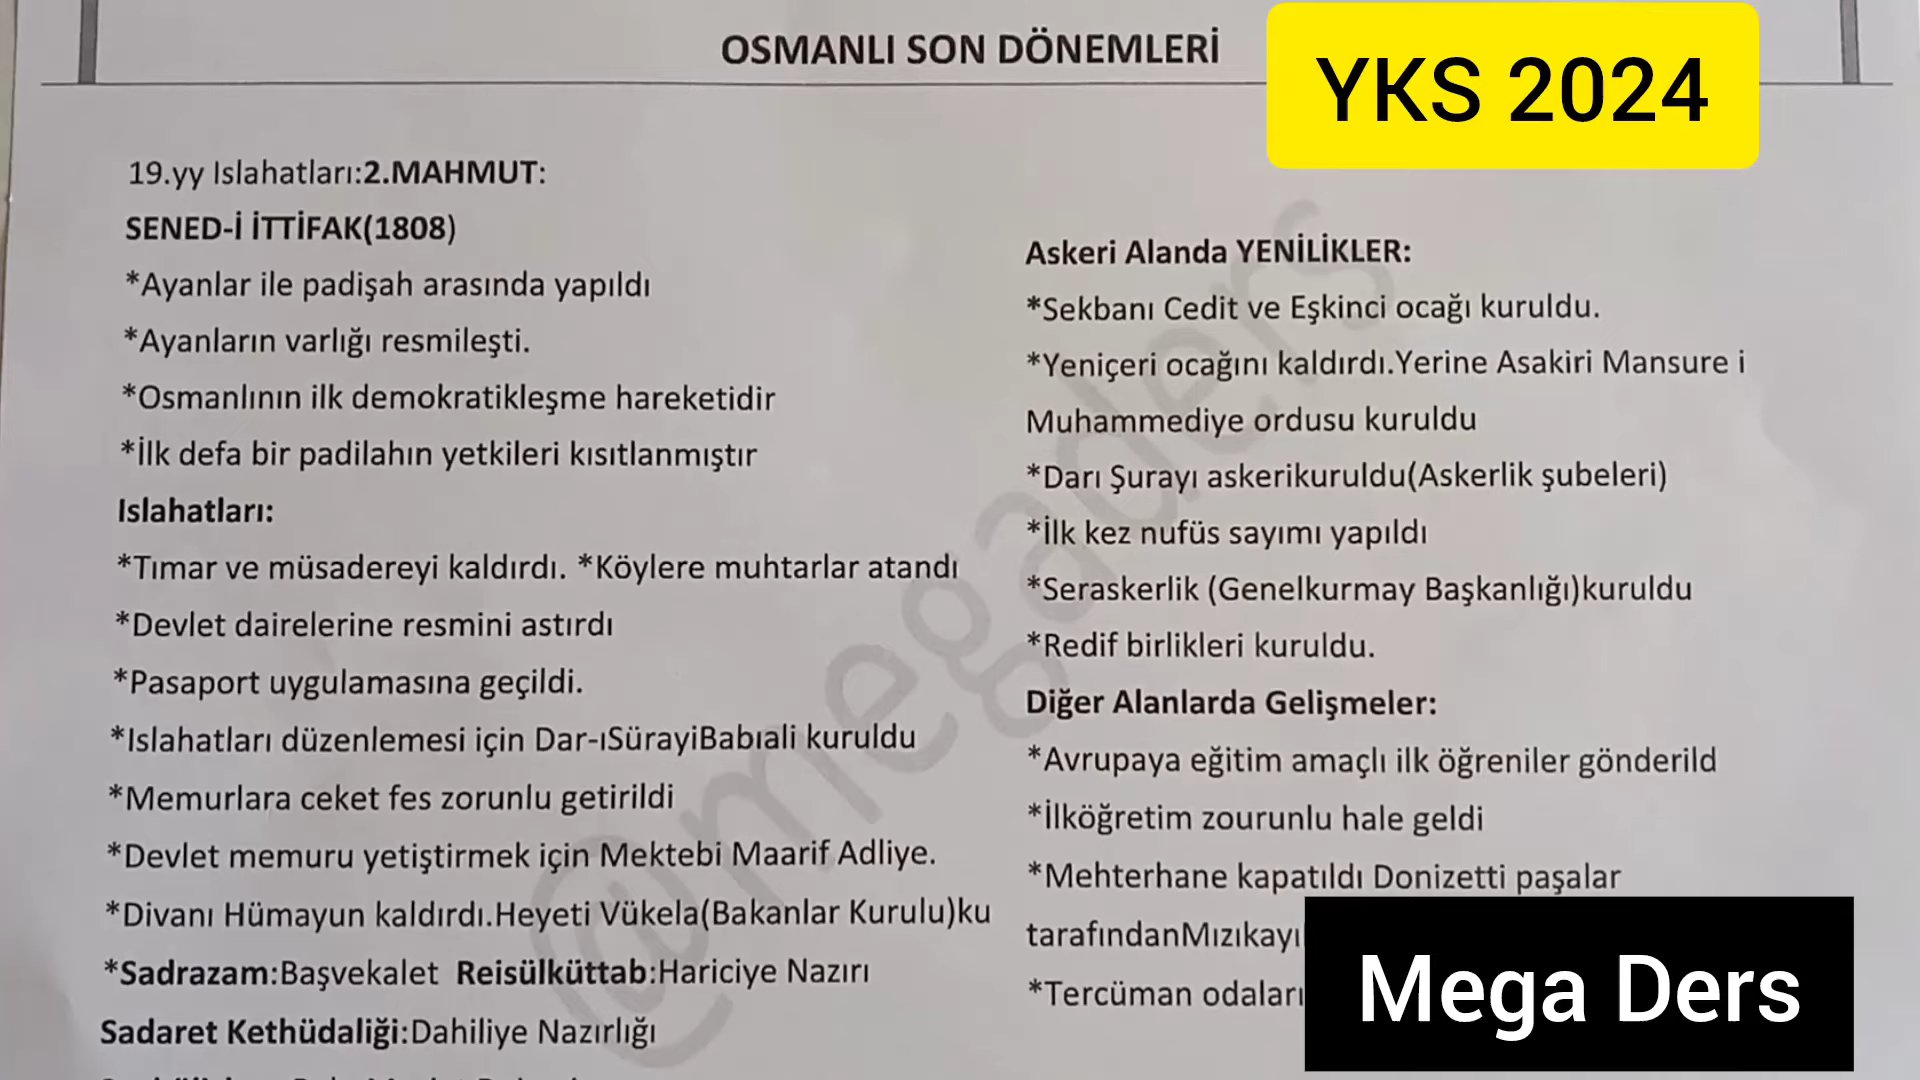 OSMANLI SON DÖNEMLERİ
YKS 2024
19.yy Islahatları:2.MAHMUT:
SENED-İ İTTİFAK(1808)
*Ayanlar ile padişah arasında yapıldı
*Ayanların varlığı resmileşti.
*Osmanlının ilk demokratikleşme hareketidir
*İlk defa bir padilahın yetkileri kısıtlanmıştır
Islahatları:
*Tımar ve müsadereyi kaldırdı. *Köylere muhtarlar atandı
*Devlet dairelerine resmini astırdı
*Pasaport uygulamasına geçildi.
*Islahatları düzenlemesi için Dar-ıSürayiBabıali kuruldu
*Memurlara ceket fes zorunlu getirildi
*Devlet memuru yetiştirmek için Mektebi Maarif Adliye.
*Divanı Hümayun kaldırdı.Heyeti Vükela(Bakanlar Kurulu)ku
*Sadrazam:Başvekalet Reisülküttab:Hariciye Nazırı
Sadaret Kethüdaliği:Dahiliye Nazırlığı
Askeri Alanda YENİLİKLER:
*Sekbanı Cedit ve Eşkinci ocağı kuruldu.
*Yeniçeri ocağını kaldırdı.Yerine Asakiri Mansure i
Muhammediye ordusu kuruldu
*Darı Şurayı askerikuruldu(Askerlik şubeleri)
*İlk kez nufüs sayımı yapıldı
*Seraskerlik (Genelkurmay Başkanlığı)kuruldu
*Redif birlikleri kuruldu.
Diğer Alanlarda Gelişmeler:
*Avrupaya eğitim amaçlı ilk öğreniler gönderild
*İlköğretim zourunlu hale geldi
*Mehterhane kapatıldı Donizetti paşalar
tarafındanMızıkayı
*Tercüman odaları
Mega Ders
@megaders